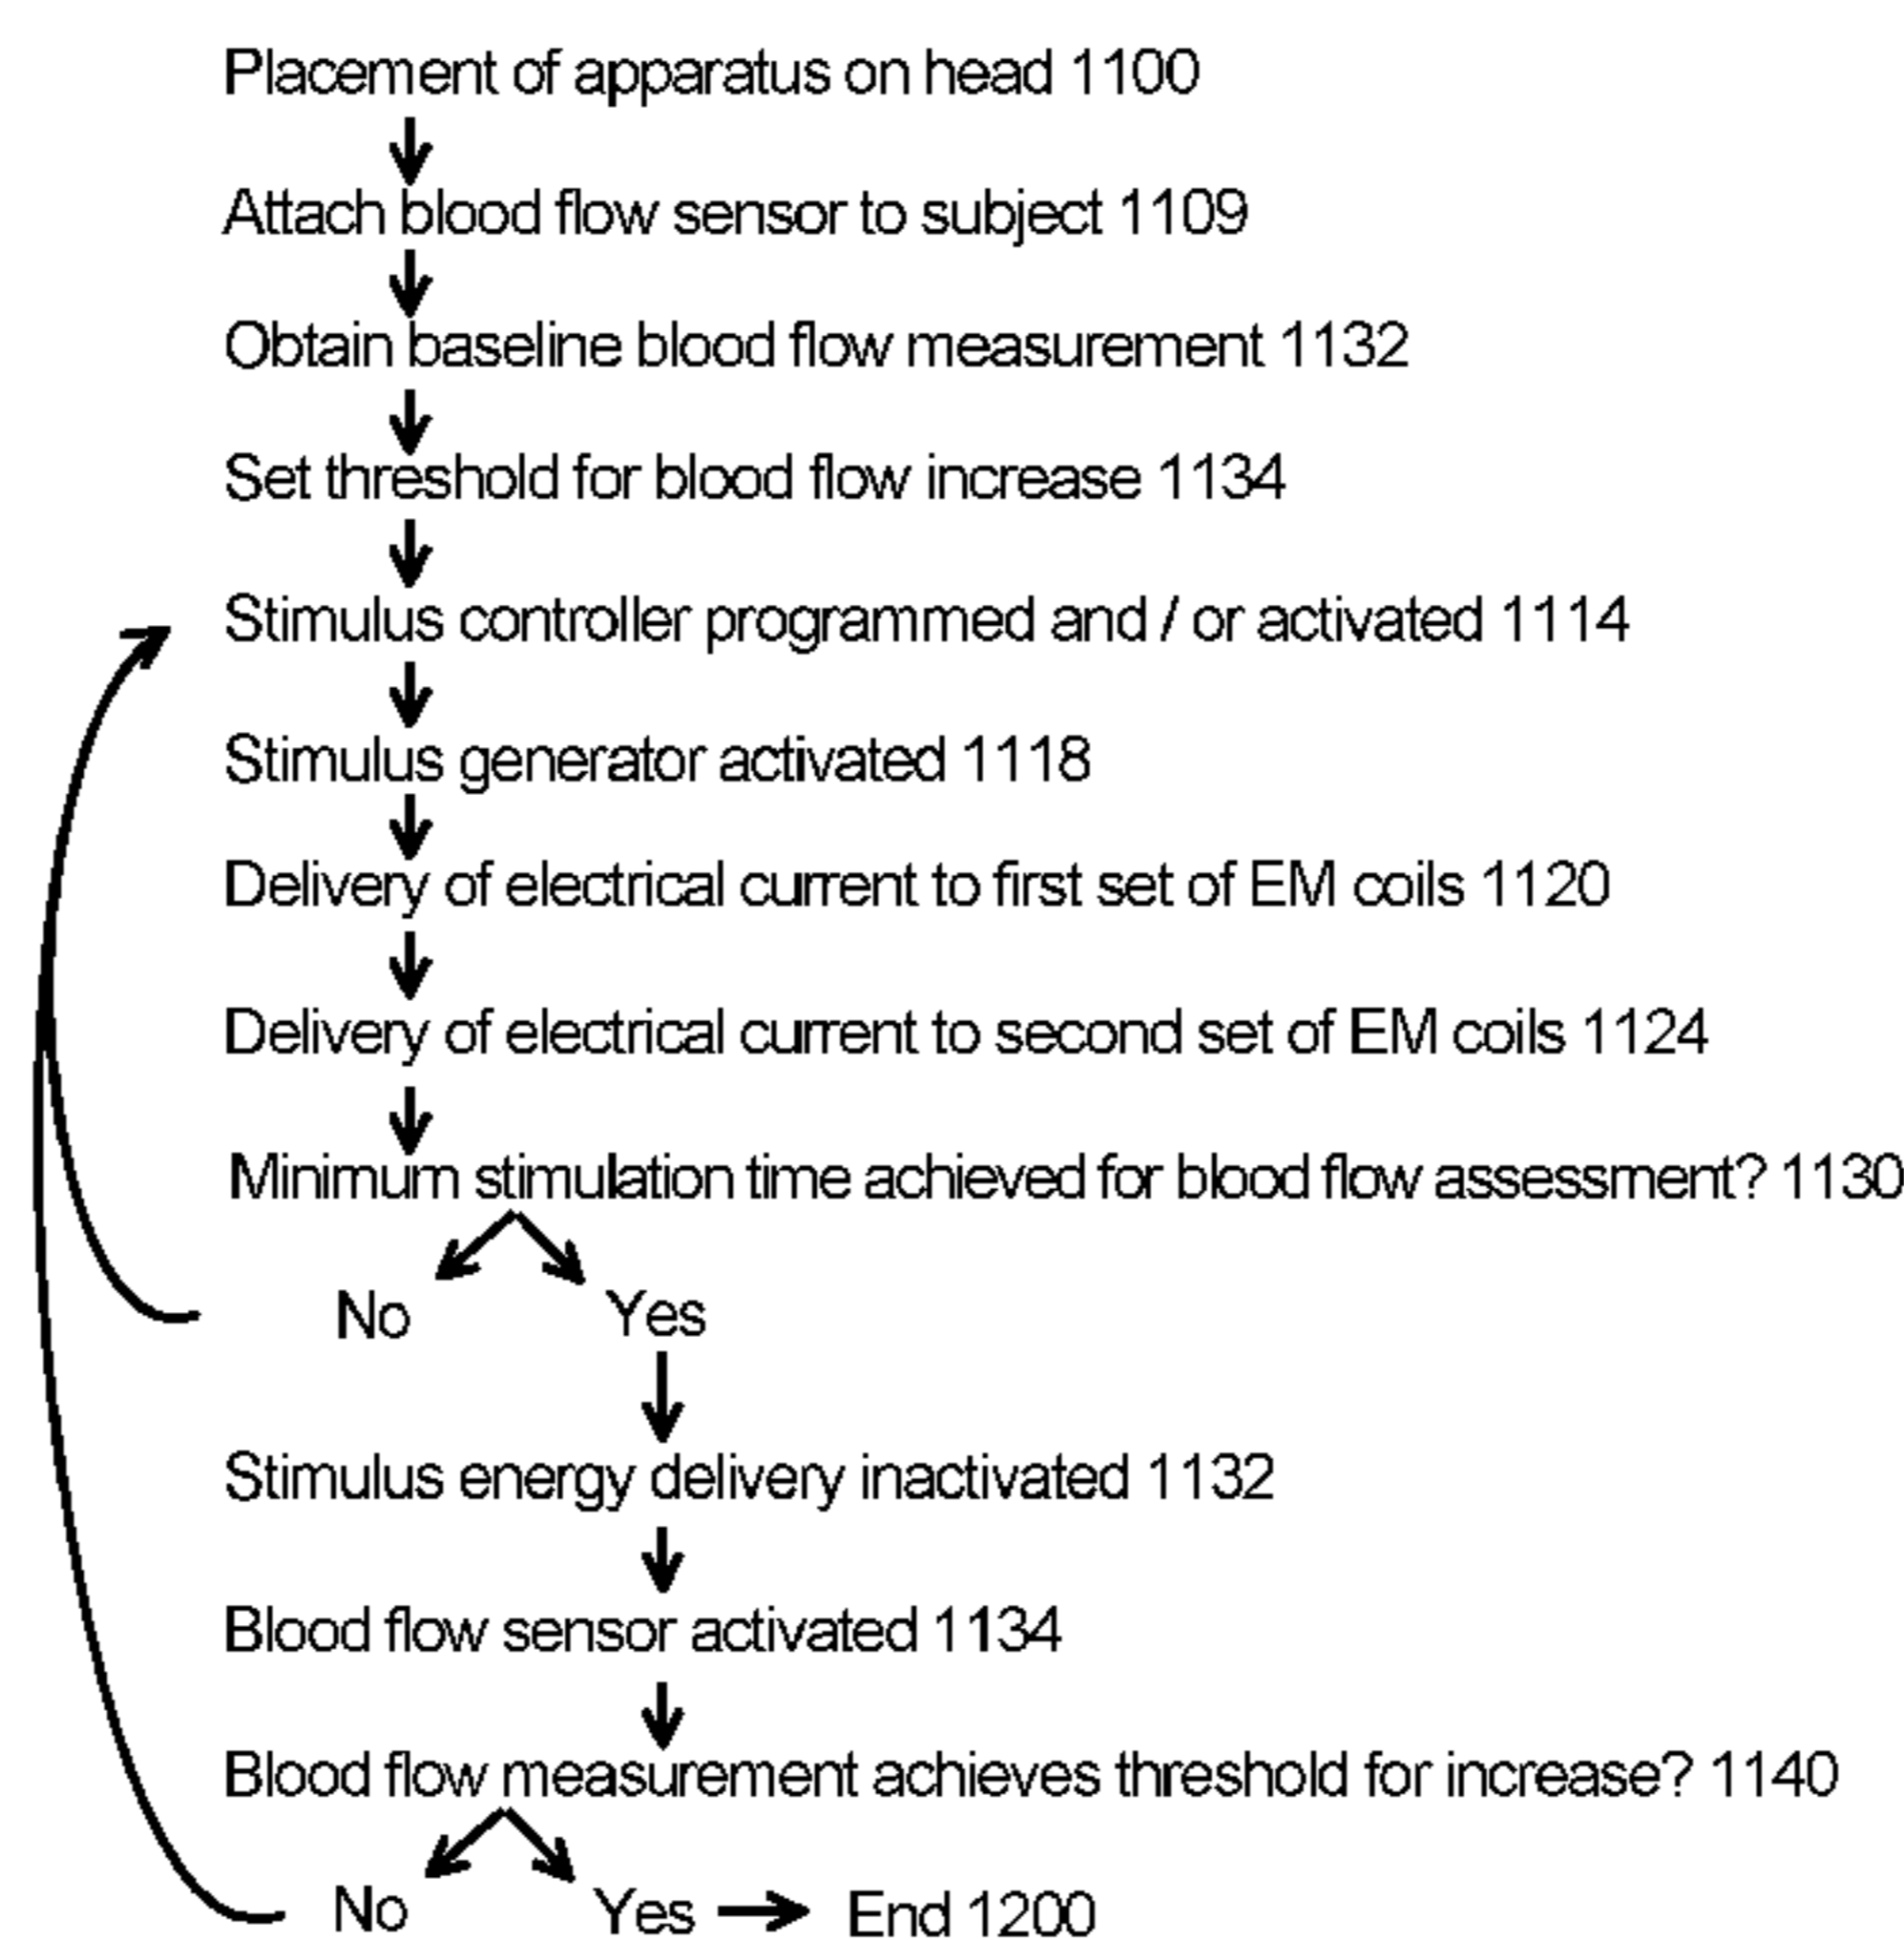 Placement of apparatus on head 1100
Attach blood flow sensor to subject 1109
Obtain baseline blood flow measurement 1132
Set threshold for blood flow increase 1134
Stimulus controller programmed and / or activated 1114
Stimulus generator activated 1118
Delivery of electrical current to first set of EM coils 1120
Delivery of electrical current to second set of EM coils 1124
Minimum stimulation time achieved for blood flow assessment? 1130
No Yes
Stimulus energy delivery inactivated 1132
Blood flow sensor activated 1134
Blood flow measurement achieves threshold for increase? 1140
No Yes End 1200